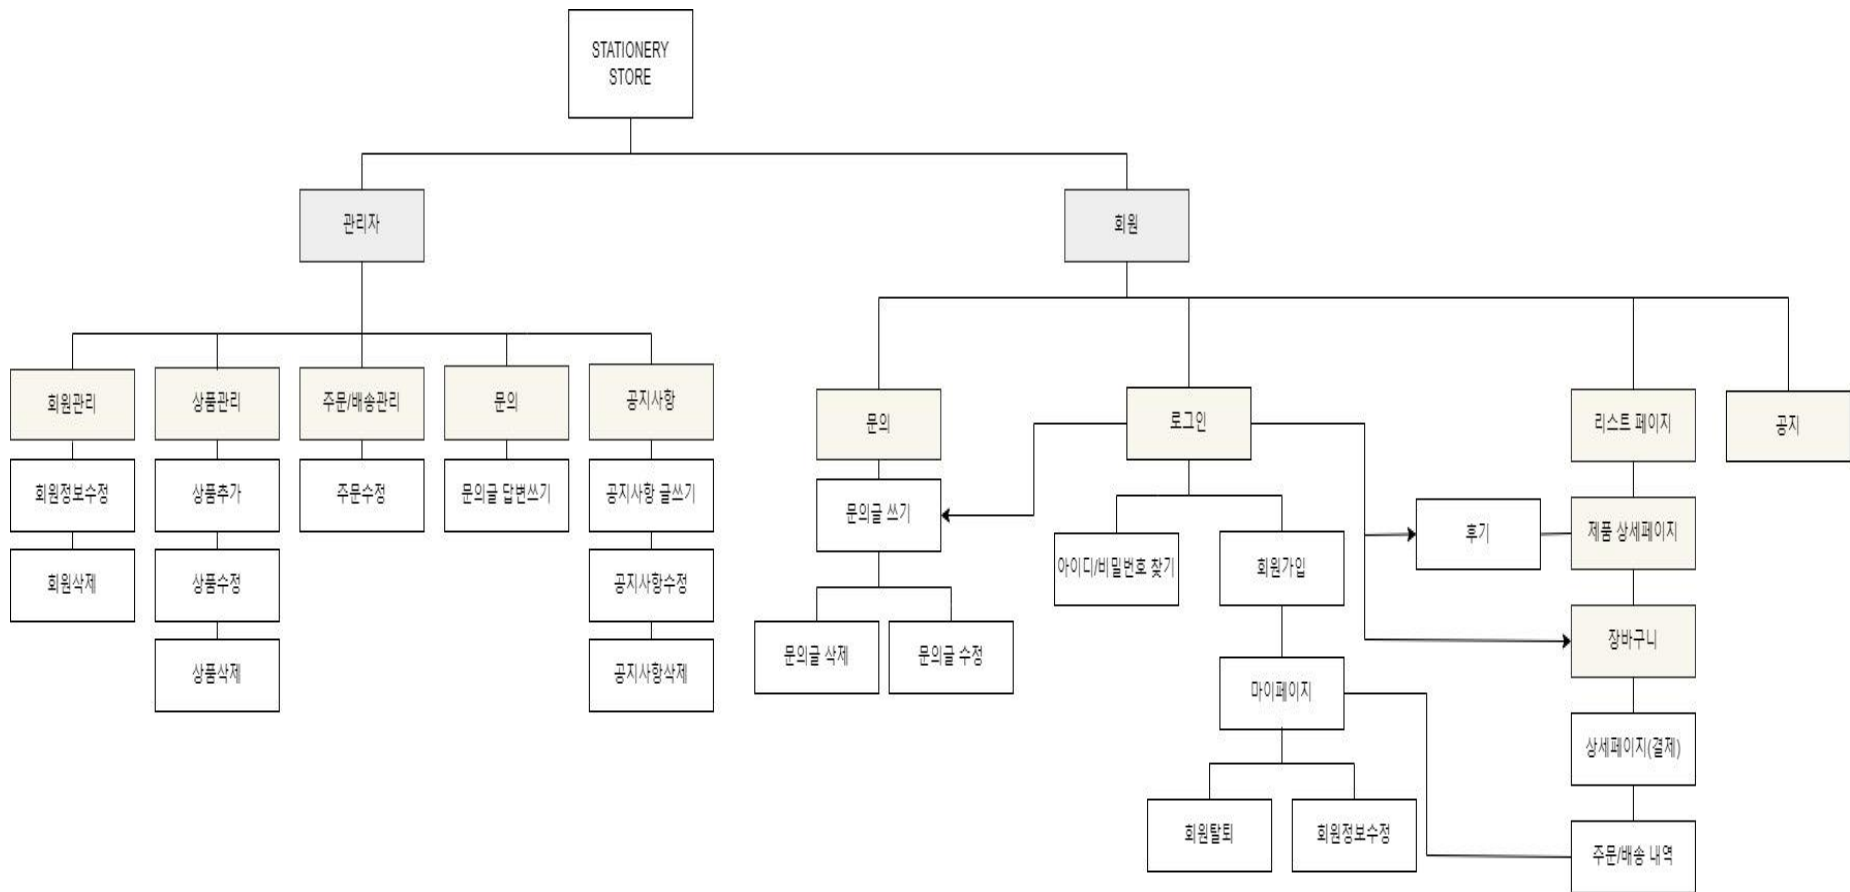 STATIONERY
STORE
관리자
회원
회원관리
상품관리
주문/배송관리
문의
공지사항
문의
로그인
리스트 페이지
공지
회원정보수정
상품추가
주문수정
문의글 답변쓰기
공지사항 글쓰기
문의글 쓰기
후기
제품 상세페이지
회원삭제
상품수정
공지사항수정
아이디/비밀번호 찾기
회원가입
장바구니
상품삭제
공지사항삭제
문의글 삭제
문의글 수정
마이페이지
상세페이지(결제)
회원탈퇴
회원정보수정
주문/배송 내역